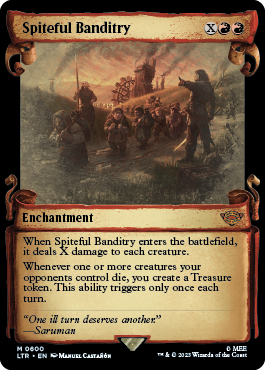 Spiteful Banditry XRR
Enchantment
When Spiteful Banditry enters the battlefield,
it deals X damage to each creature.
Whenever one or more creatures your
opponents control die, you create a Treasure
token. This ability triggers only once each
turn.
"One ill turn deserves another."
—Saruman
M 0600 & MEE
LTR • EN Manuel Castañón ™ & © 2023 Wizards of the Coast